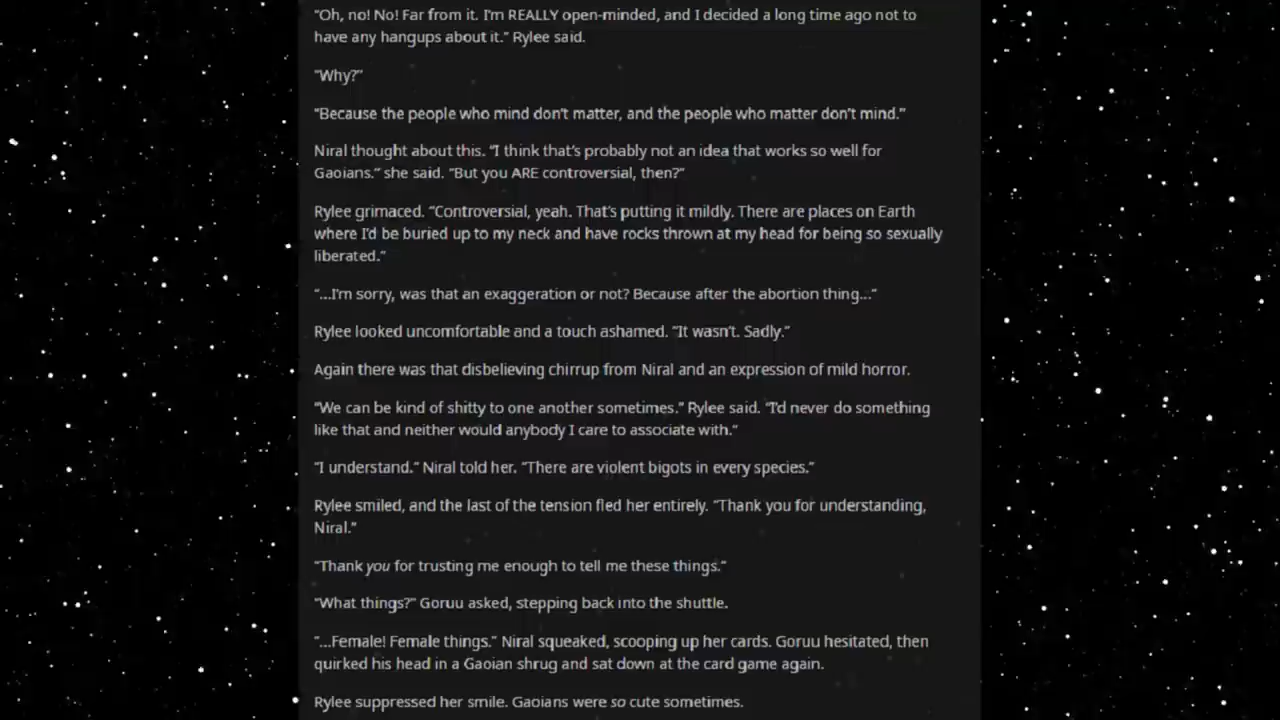 “Oh, no! No! Far from it. I’m REALLY open-minded, and I decided a long time ago not to
have any hangups about it.” Rylee said.
“Why?”
“Because the people who mind don’t matter, and the people who matter don’t mind.”
Niral thought about this. “I think that’s probably not an idea that works so well for
Gaoians.” she said. “But you ARE controversial, then?”
Rylee grimaced. “Controversial, yeah. That’s putting it mildly. There are places on Earth
where I’d be buried up to my neck and have rocks thrown at my head for being so sexually
liberated.”
“…I’m sorry, was that an exaggeration or not? Because after the abortion thing…”
Rylee looked uncomfortable and a touch ashamed. “It wasn’t. Sadly.”
Again there was that disbelieving chirrup from Niral and an expression of mild horror.
“We can be kind of shitty to one another sometimes.” Rylee said. “I’d never do something
like that and neither would anybody I care to associate with.”
“I understand.” Niral told her. “There are violent bigots in every species.”
Rylee smiled, and the last of the tension fled her entirely. “Thank you for understanding,
Niral.”
“Thank you for trusting me enough to tell me these things.”
“What things?” Goruu asked, stepping back into the shuttle.
“…Female! Female things.” Niral squeaked, scooping up her cards. Goruu hesitated, then
quirked his head in a Gaoian shrug and sat down at the card game again.
Rylee suppressed her smile. Gaoians were so cute sometimes.